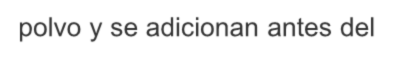 polvo y se adicionan antes del